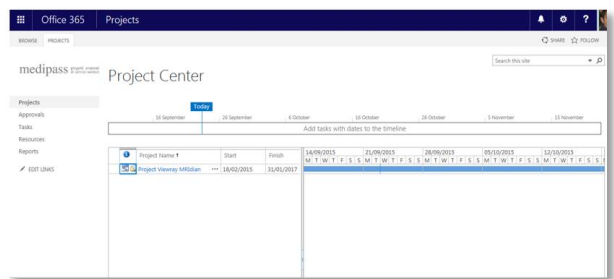 Office 365 Projects
BROWSE PROJECTS SHARE FOLLOW
Search this site
medipass
Project Center
Projects
Approvals
Tasks
Resources
Reports
EDIT LINKS
Today
16 September 26 September 6 October 16 October 26 October 5 November 15 November
Add tasks with dates to the timeline
14/09/2015 21/09/2015 28/09/2015 05/10/2015 12/10/2015
Project Name Start Finish M T W T F S S M T W T F S S M T W T F S S M T W T F S S M T W T F S S
Project Viewray MRIdian ... 18/02/2015 31/01/2017